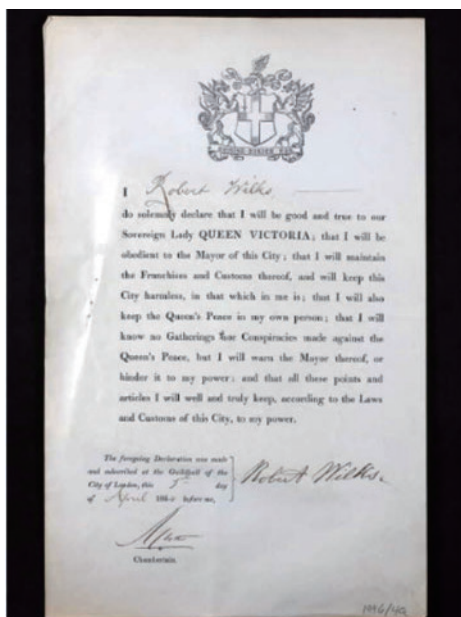 DOMINE DIRIGE NOS
I Robert Wilks
do solemnly declare that I will be good and true to our
Sovereign Lady QUEEN VICTORIA; that I will be
obedient to the Mayor of this City; that I will maintain
the Franchises and Customs thereof, and will keep this
City harmless, in that which in me is; that I will also
keep the Queen's Peace in my own person; that I will
know no Gatherings nor Conspiracies made against the
Queen's Peace, but I will warn the Mayor thereof, or
hinder it to my power; and that all these points and
articles I will well and truly keep, according to the Laws
and Customs of this City, to my power.
The foregoing Declaration was made
and subscribed at the Guildhall of the
City of London, this 5 day
of April before me,
Robert Wilks.
Chamberlain.
1996/42